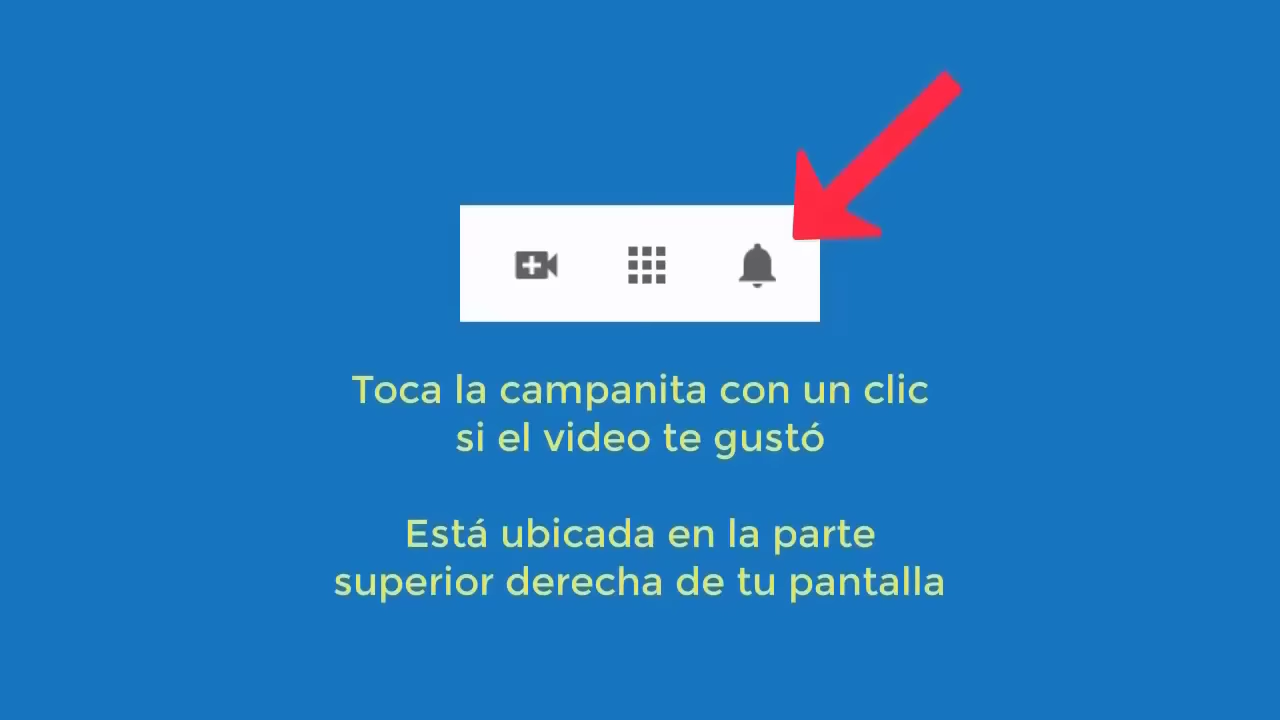 Toca la campanita con un clic
si el video te gustó
Está ubicada en la parte
superior derecha de tu pantalla